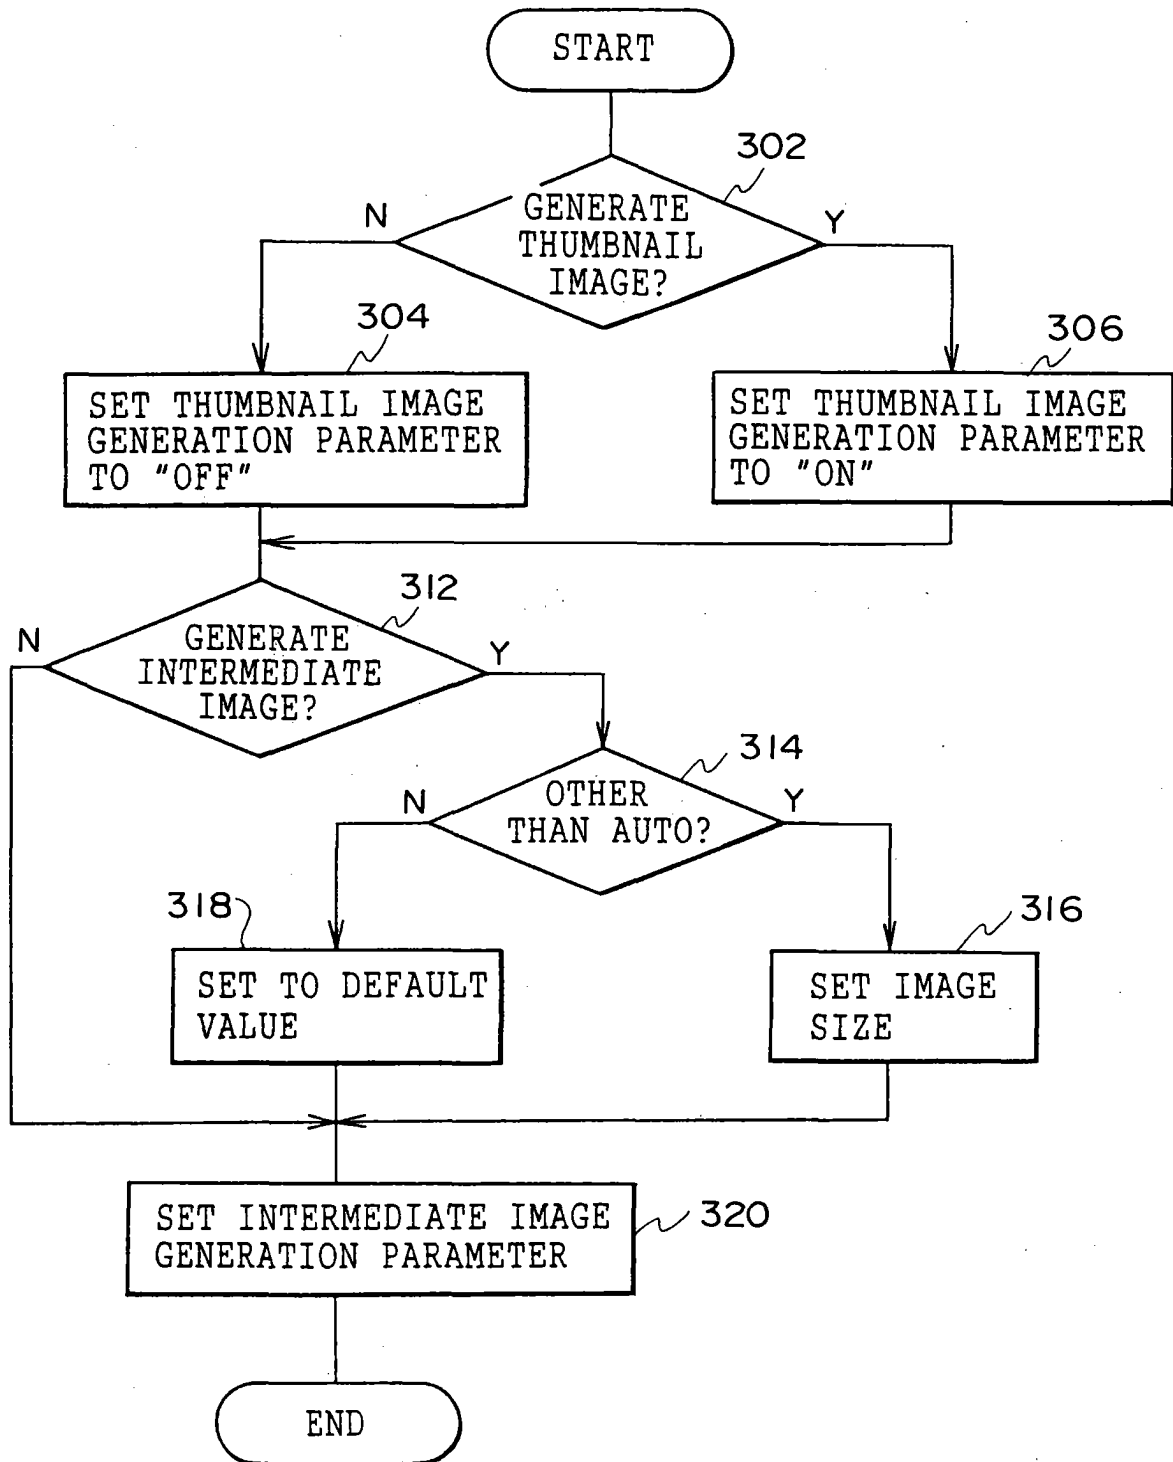 START
302
GENERATE
THUMBNAIL
IMAGE?
N
Y
304
306
SET THUMBNAIL IMAGE
GENERATION PARAMETER
TO "OFF"
SET THUMBNAIL IMAGE
GENERATION PARAMETER
TO "ON"
312
N
GENERATE
INTERMEDIATE
IMAGE?
Y
314
N
OTHER
THAN AUTO?
Y
318
316
SET TO DEFAULT
VALUE
SET IMAGE
SIZE
SET INTERMEDIATE IMAGE
GENERATION PARAMETER
320
END